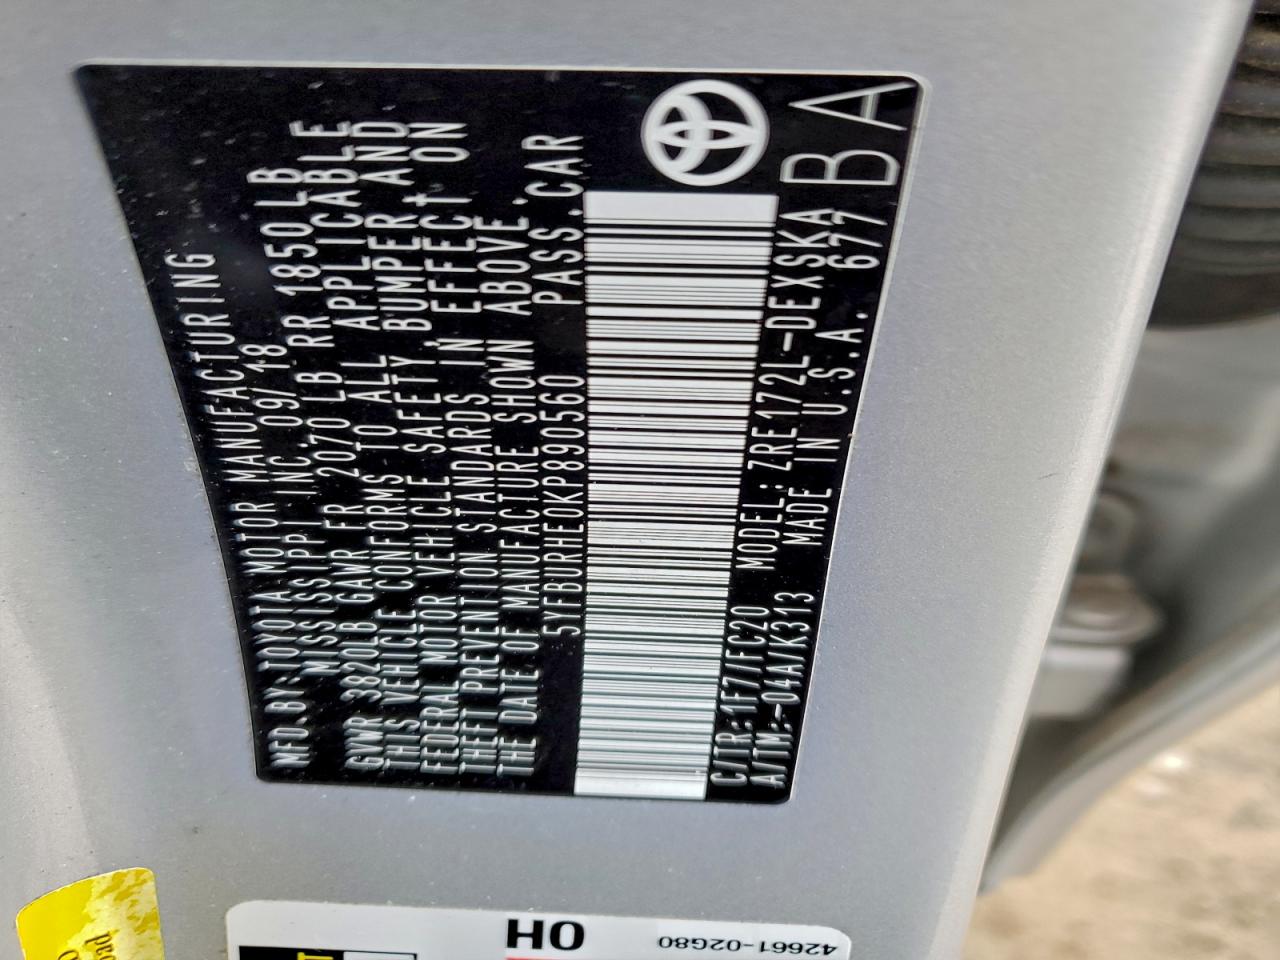 MFD.BY:TOYOTA MOTOR MANUFACTURING
MISSISSIPPI INC. 09/18
GVWR 3820LB GAWR FR 2070LB RR 1850LB
THIS VEHICLE CONFORMS TO ALL APPLICABLE
FEDERAL MOTOR VEHICLE SAFETY, BUMPER AND
THEFT PREVENTION STANDARDS IN EFFECT ON
THE DATE OF MANUFACTURE SHOWN ABOVE.
5YFBURHE0KP890560 PASS.CAR
C/TR:1F7/FC20 MODEL:ZRE172L-DEXSKA
A/TM:-04A/K313 MADE IN U.S.A. 677 BA
OH
42661-02G80